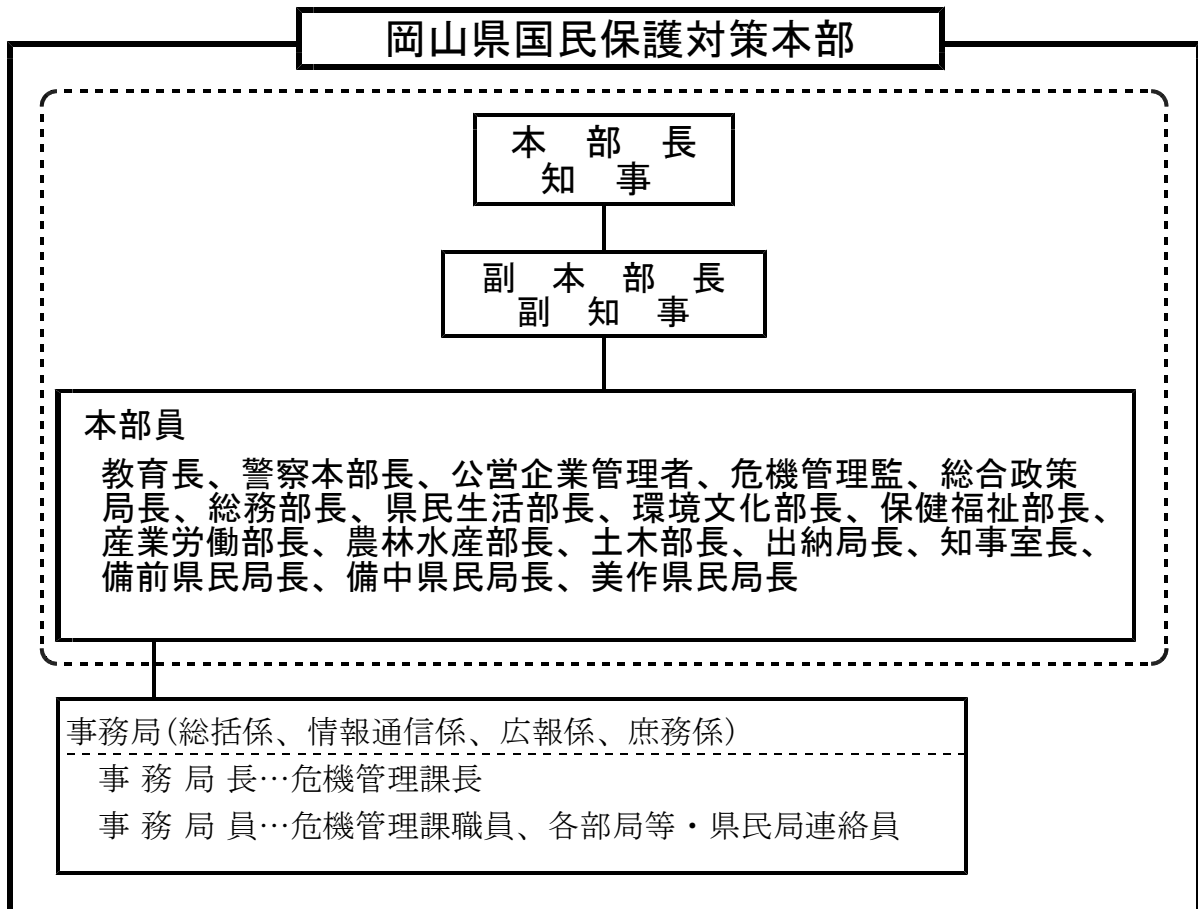 岡山県国民保護対策本部
本 部 長
知 事
副 本 部 長
副 知 事
本部員
教育長、警察本部長、公営企業管理者、危機管理監、総合政策
局長、総務部長、県民生活部長、環境文化部長、保健福祉部長、
産業労働部長、農林水産部長、土木部長、出納局長、知事室長、
備前県民局長、備中県民局長、美作県民局長
事務局(総括係、情報通信係、広報係、庶務係)
事 務 局 長…危機管理課長
事 務 局 員…危機管理課職員、各部局等・県民局連絡員